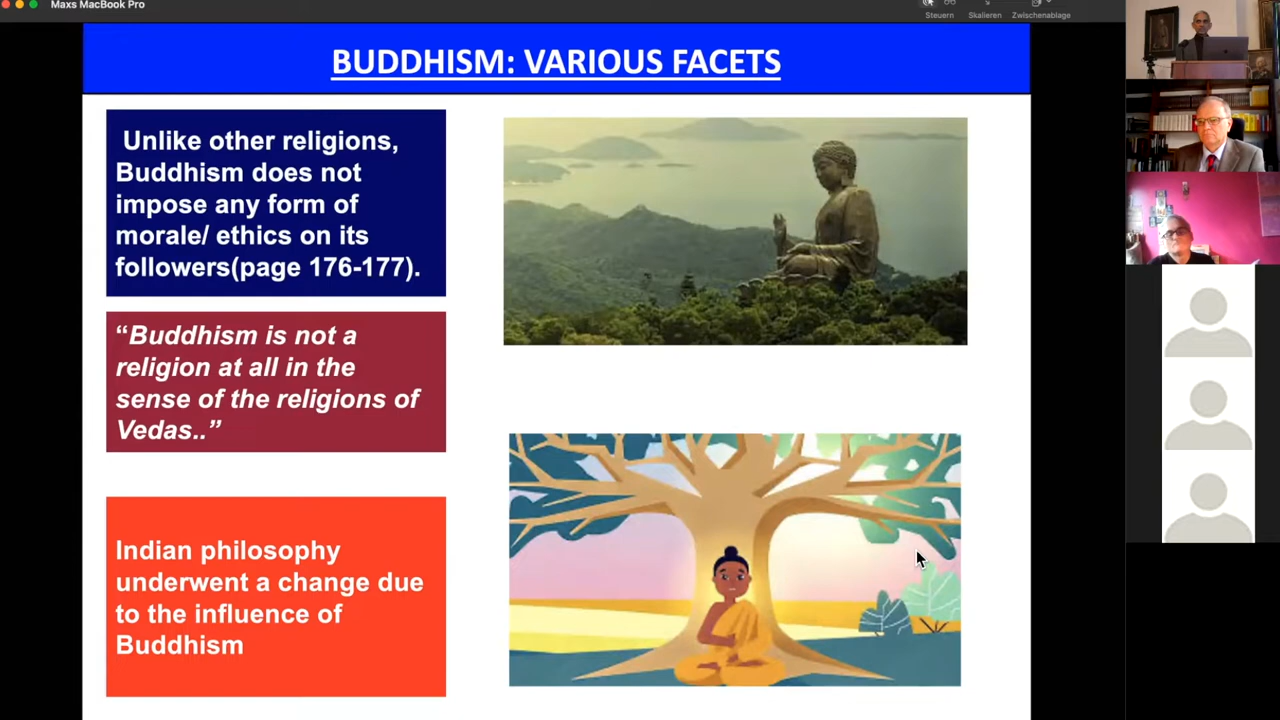 Maxs MacBook Pro
Steuern Skalieren Zwischenablage
BUDDHISM: VARIOUS FACETS
Unlike other religions,
Buddhism does not
impose any form of
morale/ ethics on its
followers(page 176-177).
“Buddhism is not a
religion at all in the
sense of the religions of
Vedas..”
Indian philosophy
underwent a change due
to the influence of
Buddhism